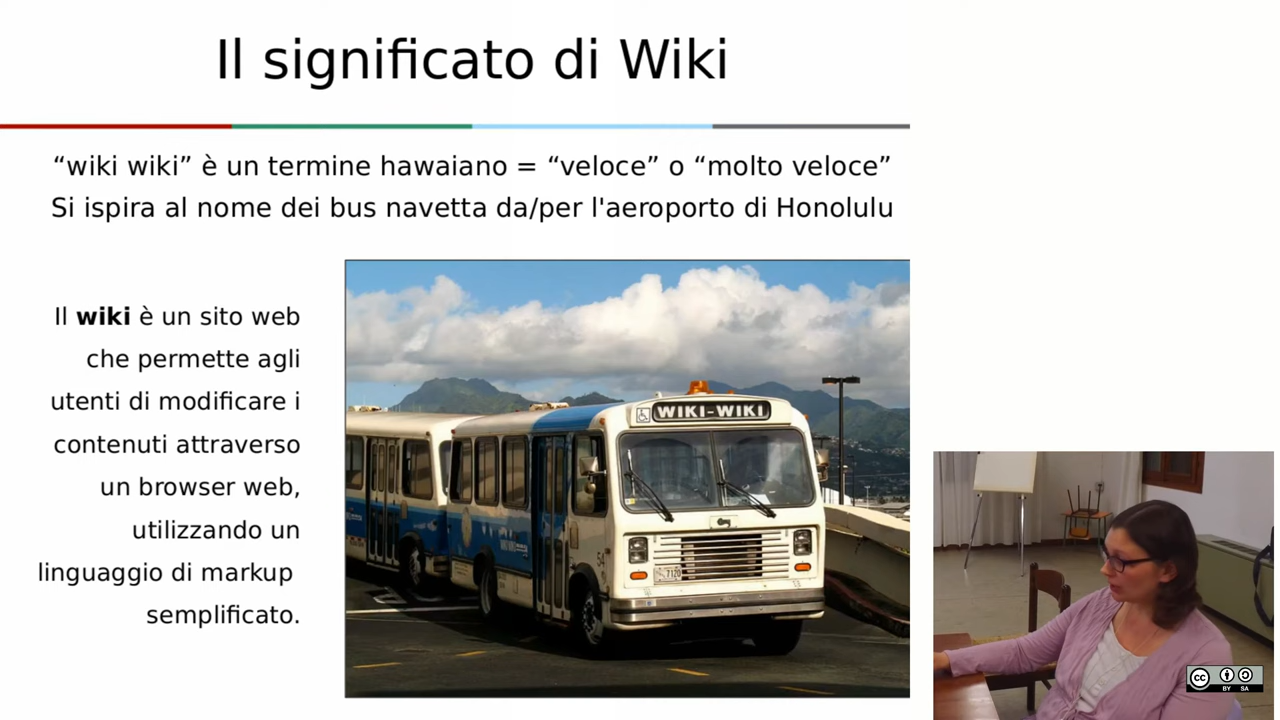 Il significato di Wiki
“wiki wiki” è un termine hawaiano = “veloce” o “molto veloce”
Si ispira al nome dei bus navetta da/per l'aeroporto di Honolulu
Il wiki è un sito web
che permette agli
utenti di modificare i
contenuti attraverso
un browser web,
utilizzando un
linguaggio di markup
semplificato.
WIKI-WIKI
cc
BY SA